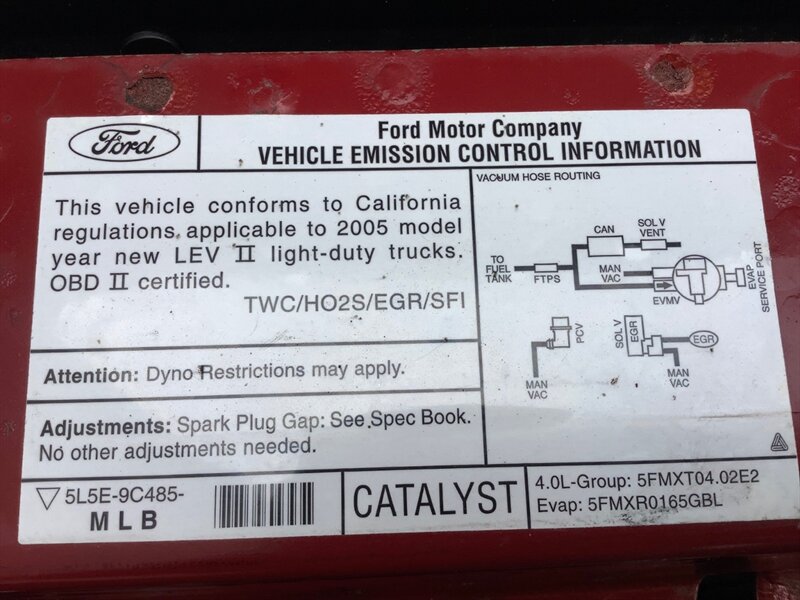 Ford
Ford Motor Company
VEHICLE EMISSION CONTROL INFORMATION
This vehicle conforms to California
regulations applicable to 2005 model
year new LEV II light-duty trucks.
OBD II certified.
TWC/HO2S/EGR/SFI
Attention: Dyno Restrictions may apply.
Adjustments: Spark Plug Gap: See Spec Book.
No other adjustments needed.
VACUUM HOSE ROUTING
TO
FUEL
TANK
FTPS
CAN
SOL V
VENT
MAN
VAC
EVMV
EVAP
SERVICE PORT
PCV
MAN
VAC
SOL V
EGR
EGR
MAN
VAC
5L5E-9C485-
MLB
CATALYST
4.0L-Group: 5FMXT04.02E2
Evap: 5FMXR0165GBL